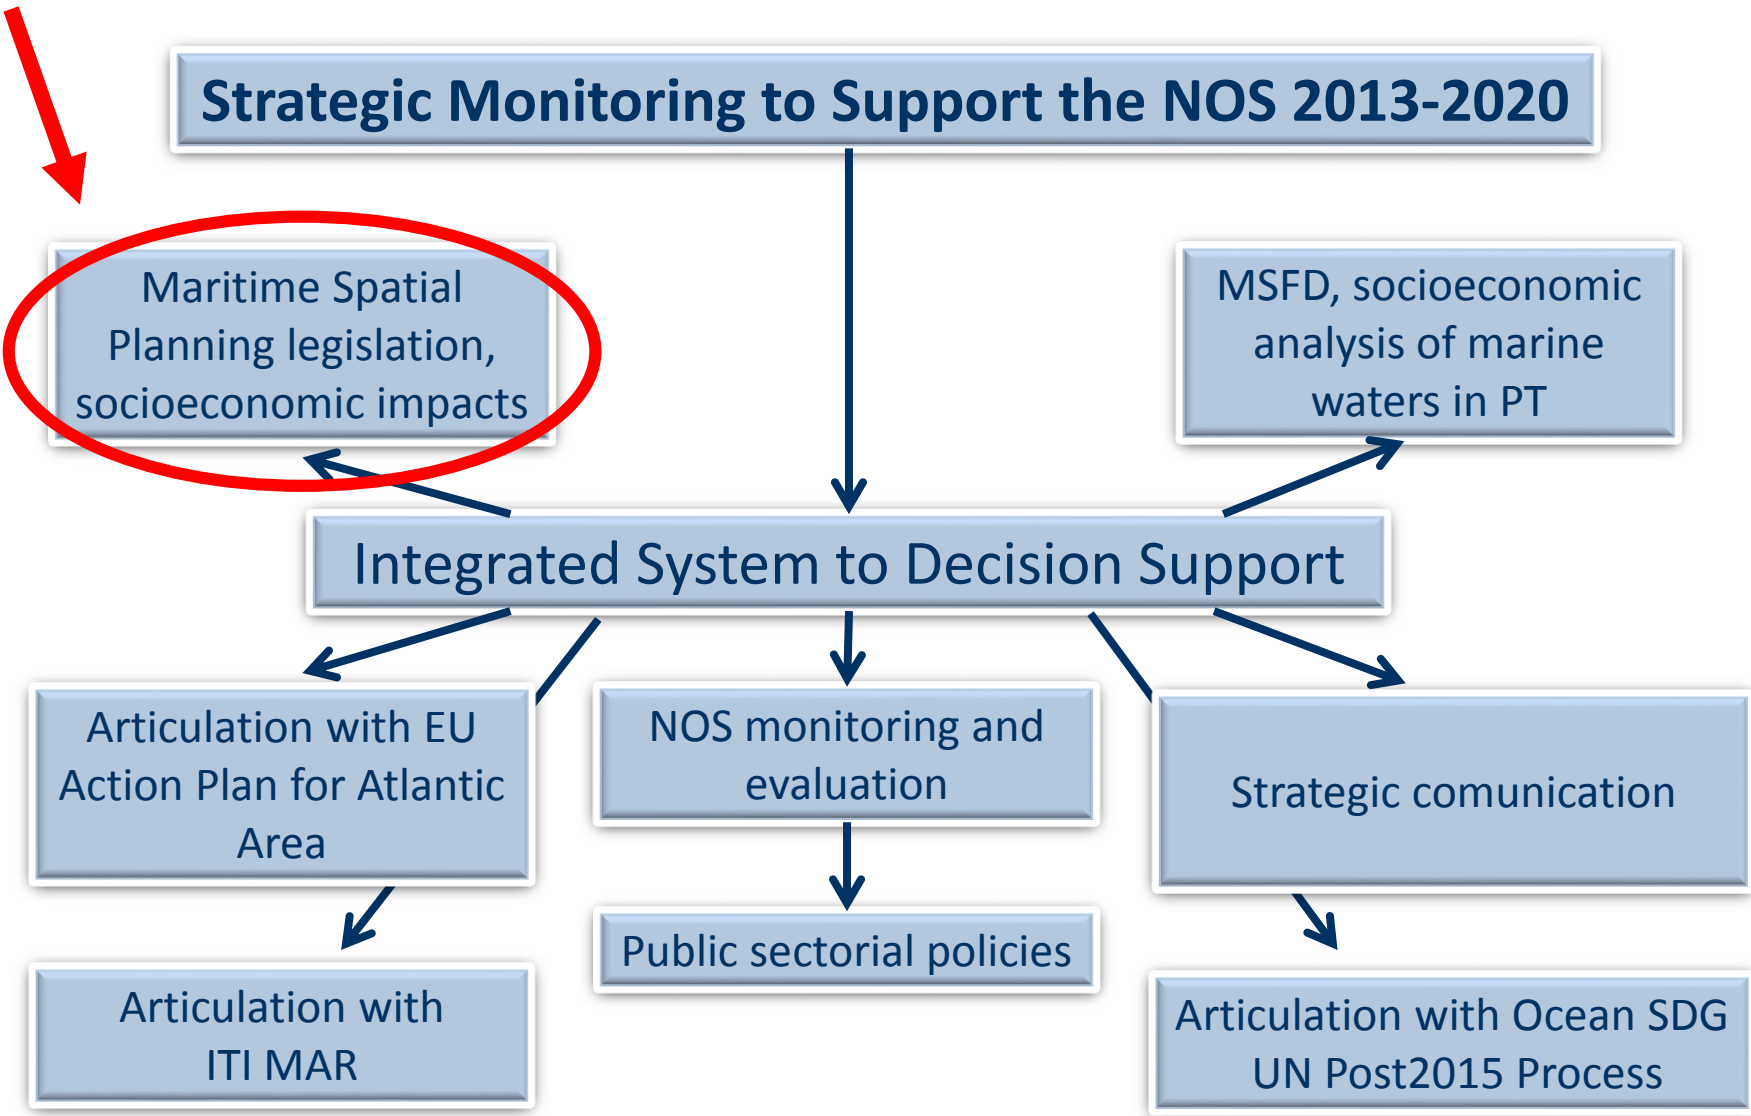 Strategic Monitoring to Support the NOS 2013-2020
Maritime Spatial
Planning legislation,
socioeconomic impacts
MSFD, socioeconomic
analysis of marine
waters in PT
Integrated System to Decision Support
Articulation with EU
Action Plan for Atlantic
Area
NOS monitoring and
evaluation
Strategic comunication
Public sectorial policies
Articulation with
ITI MAR
Articulation with Ocean SDG
UN Post2015 Process